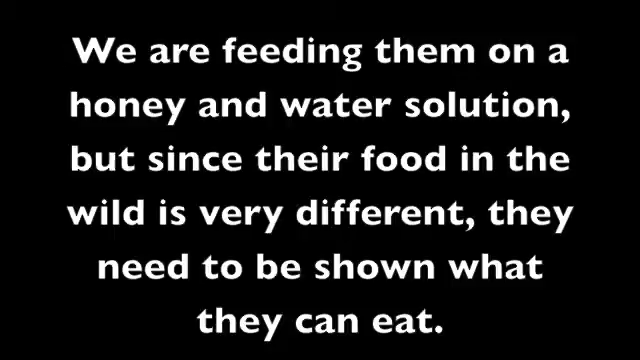 We are feeding them on a
honey and water solution,
but since their food in the
wild is very different, they
need to be shown what
they can eat.